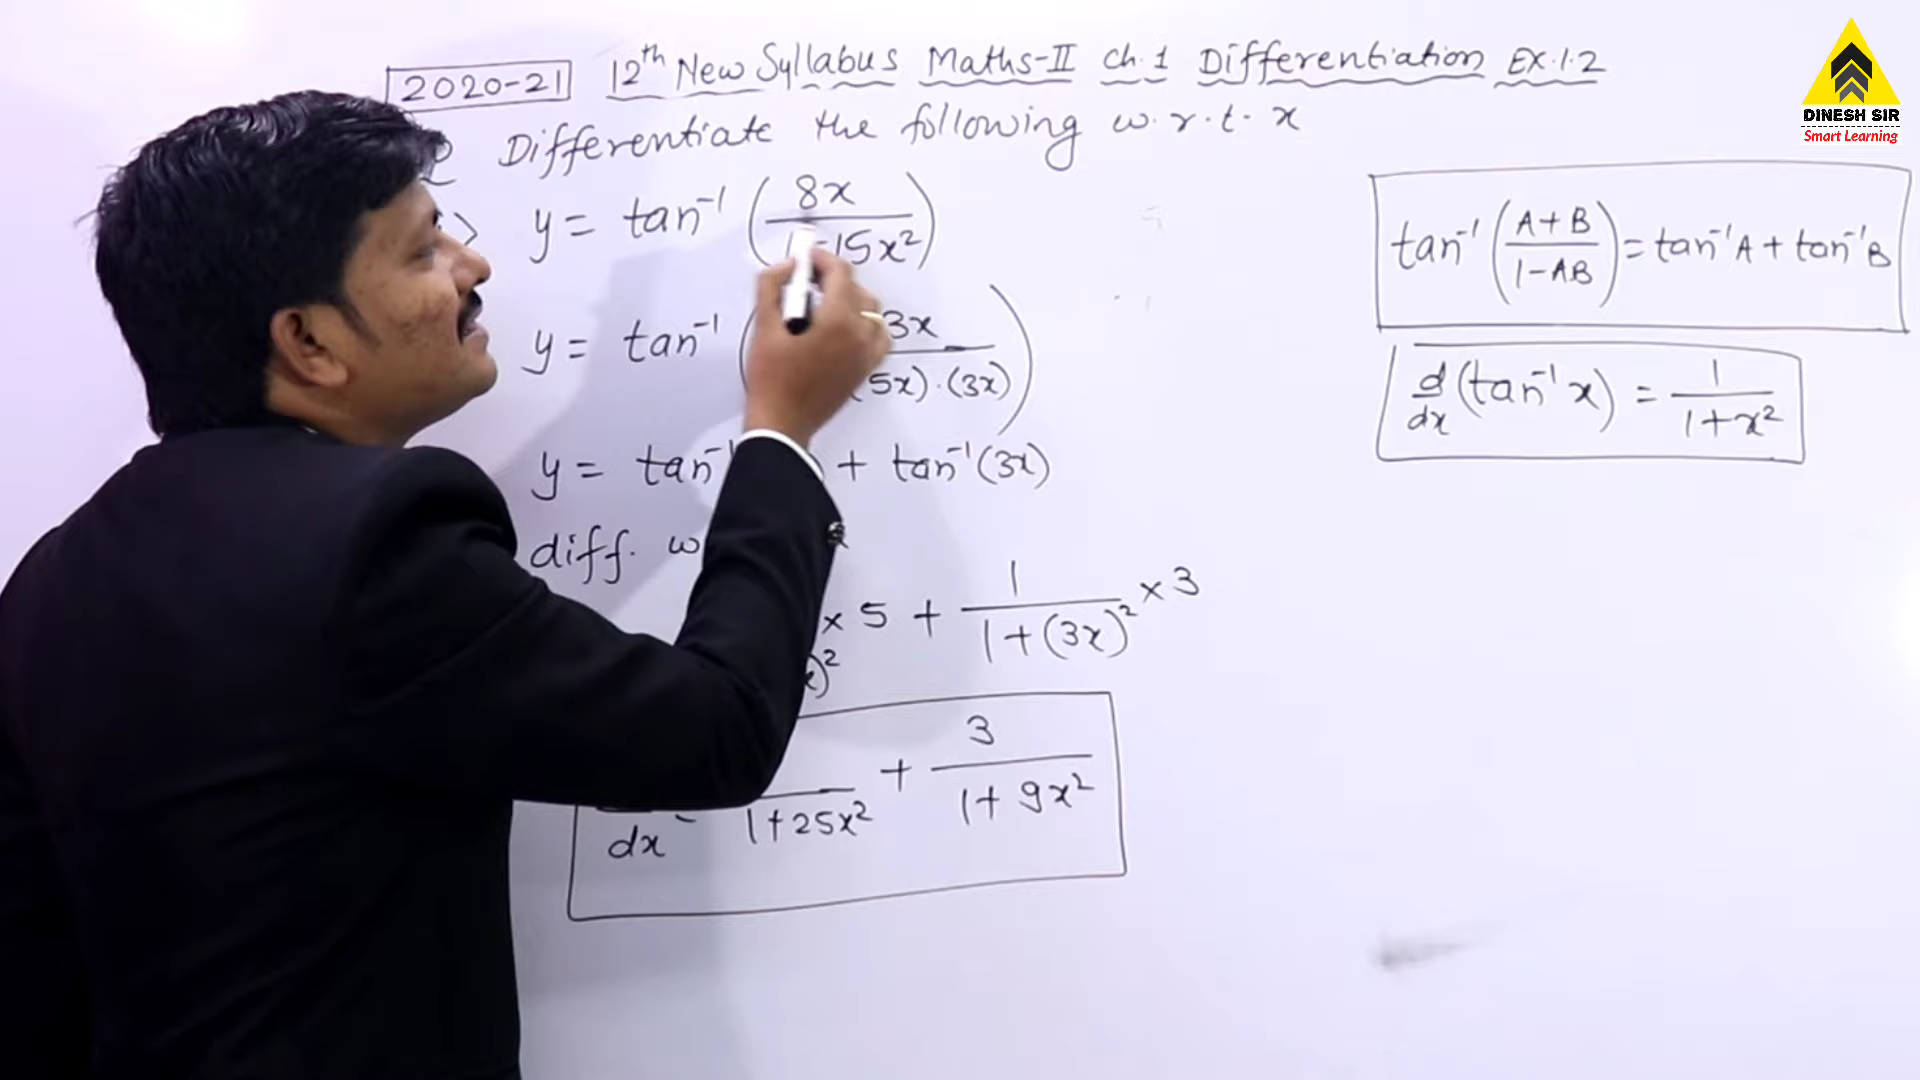 2020-21 12th New Syllabus Maths-II Ch.1 Differentiation EX.1.2
Differentiate the following w.r.t. x
y = tan⁻¹ (8x / 1-15x²)
y = tan⁻¹ ( 3x / (5x).(3x))
y = tan⁻¹ + tan⁻¹(3x)
diff. w
x)² × 5 + 1 / 1+(3x)² × 3
dx = / 1+25x² + 3 / 1+9x²
tan⁻¹ (A+B / 1-AB) = tan⁻¹A + tan⁻¹B
d/dx (tan⁻¹x) = 1 / 1+x²
DINESH SIR
Smart Learning